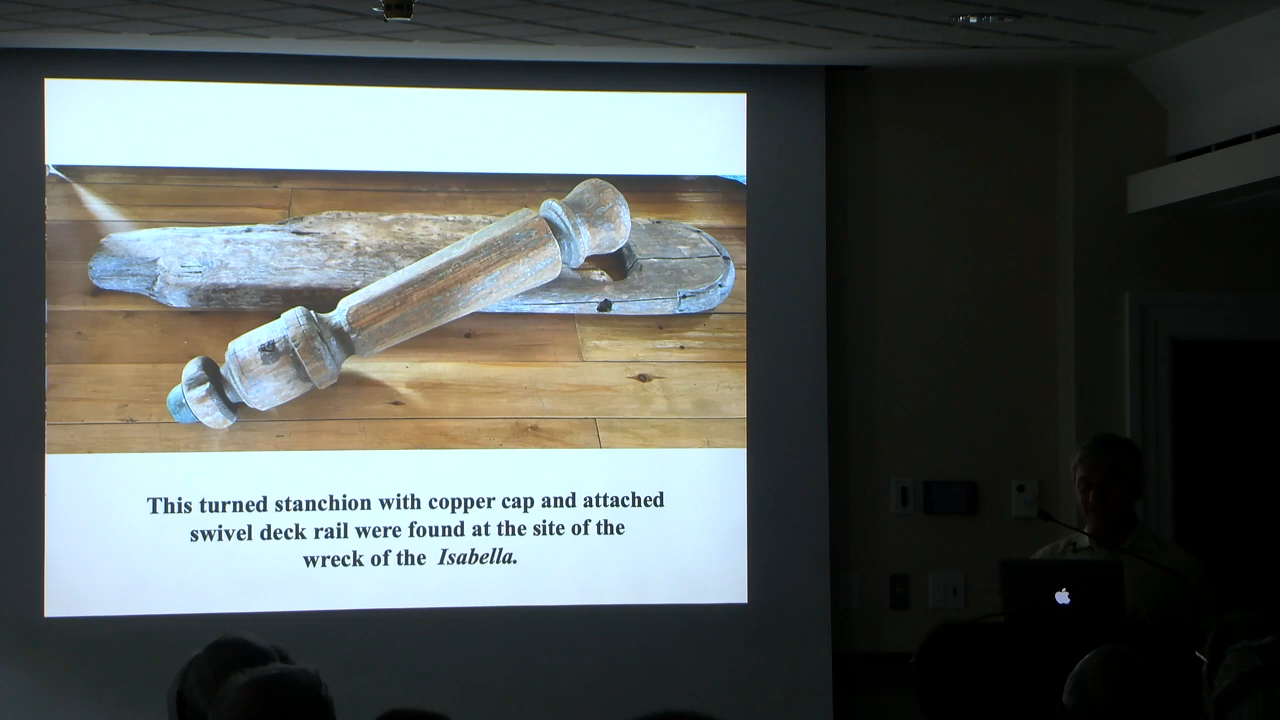 This turned stanchion with copper cap and attached
swivel deck rail were found at the site of the
wreck of the Isabella.